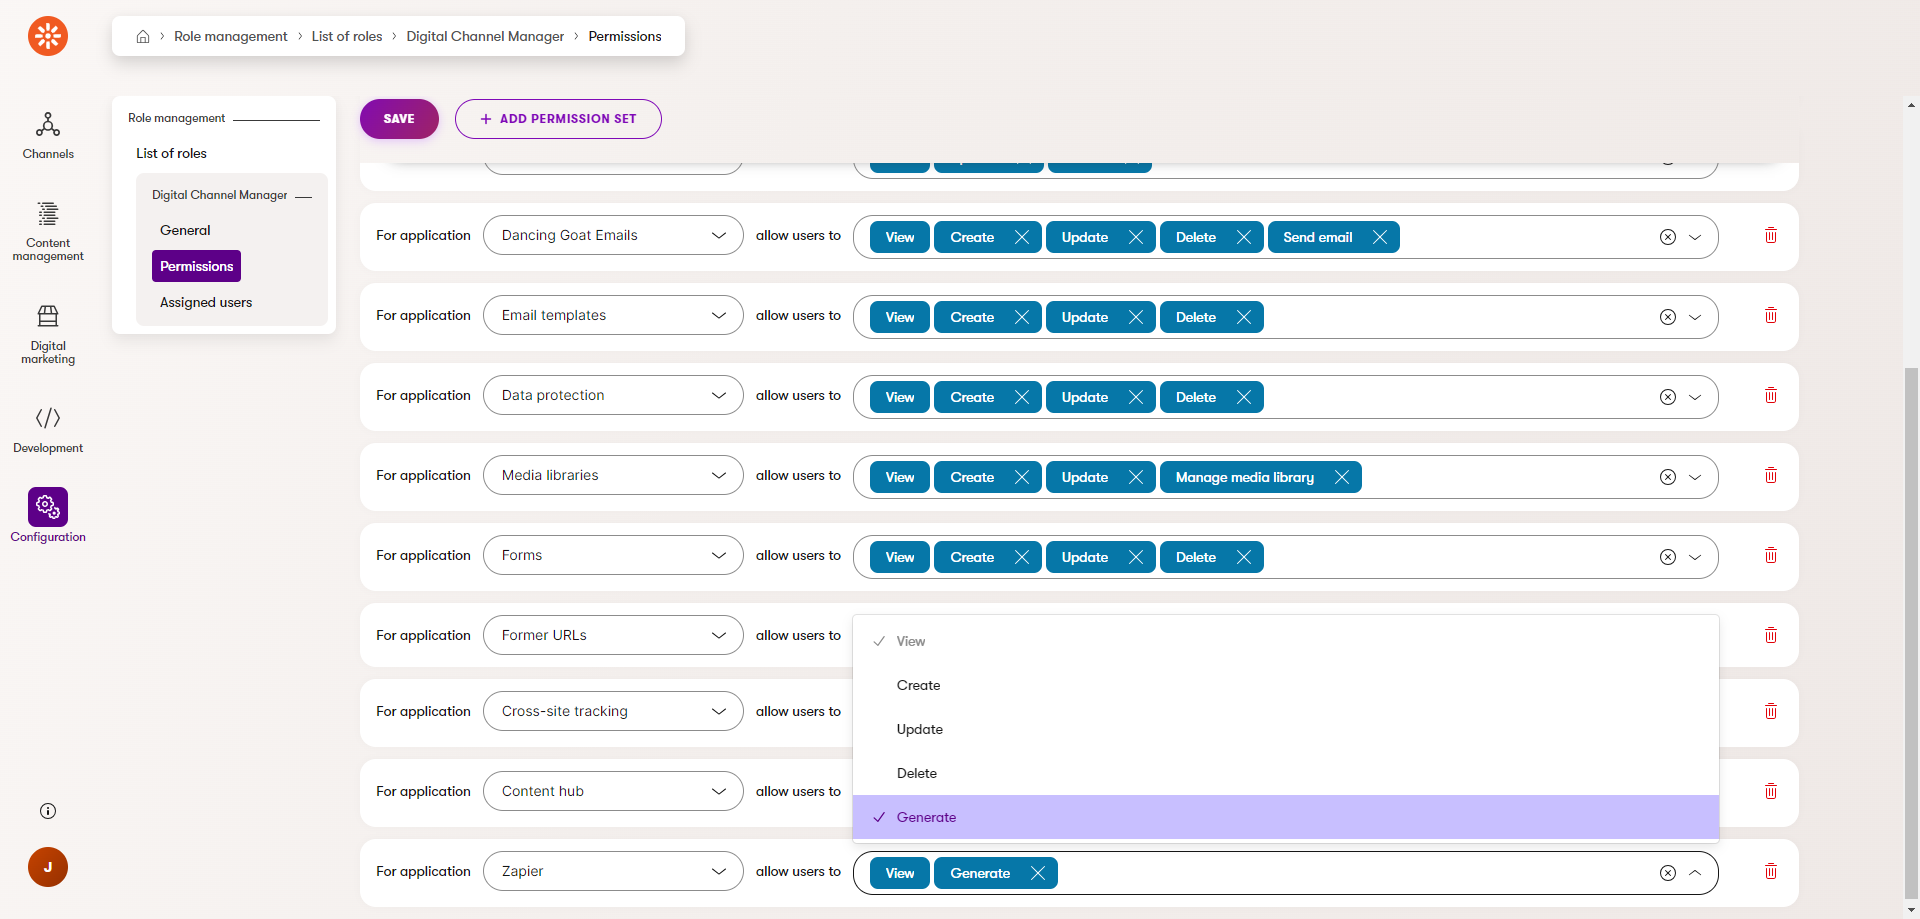 Role management
List of roles
Digital Channel Manager
Permissions
Channels
Content
management
Digital
marketing
Development
Configuration
J
Role management
List of roles
Digital Channel Manager
General
Permissions
Assigned users
SAVE
ADD PERMISSION SET
For application Dancing Goat Emails allow users to View Create Update Delete Send email
For application Email templates allow users to View Create Update Delete
For application Data protection allow users to View Create Update Delete
For application Media libraries allow users to View Create Update Manage media library
For application Forms allow users to View Create Update Delete
For application Former URLs allow users to
For application Cross-site tracking allow users to
For application Content hub allow users to
View
Create
Update
Delete
Generate
For application Zapier allow users to View Generate